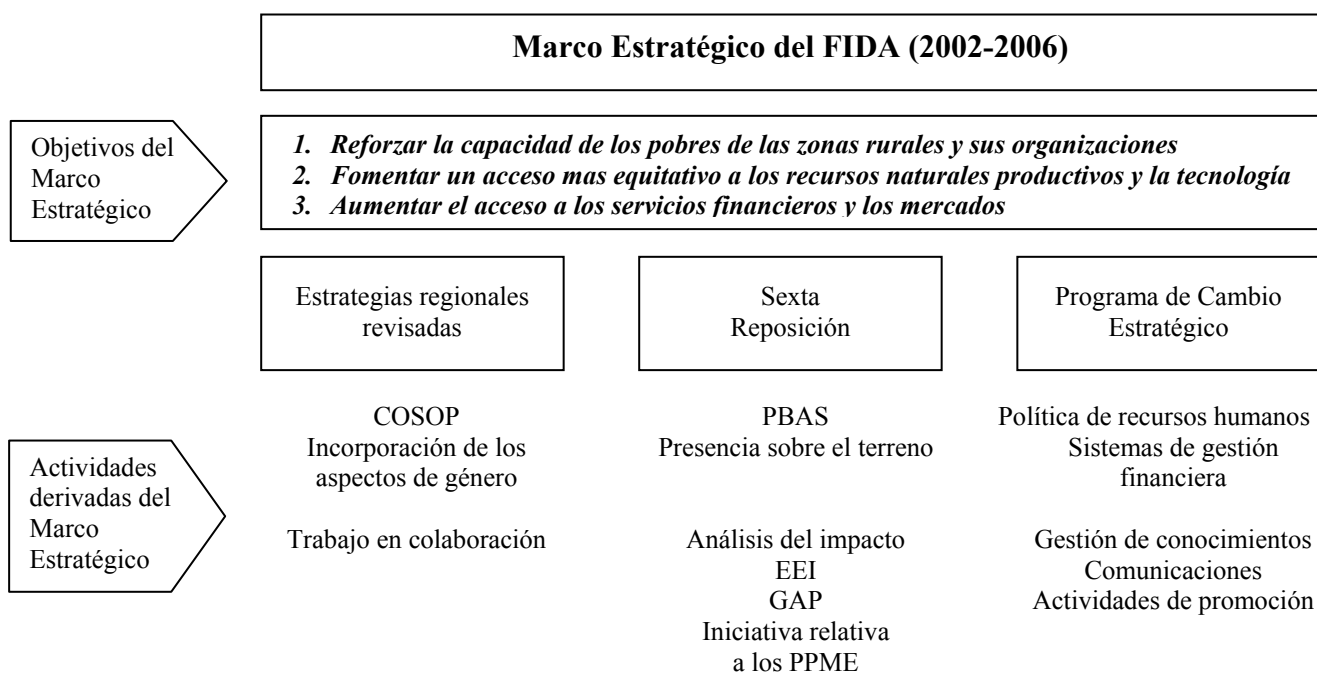 Marco Estratégico del FIDA (2002-2006)
Objetivos del
Marco
Estratégico
1. Reforzar la capacidad de los pobres de las zonas rurales y sus organizaciones
2. Fomentar un acceso mas equitativo a los recursos naturales productivos y la tecnología
3. Aumentar el acceso a los servicios financieros y los mercados
Estrategias regionales
revisadas
Sexta
Reposición
Programa de Cambio
Estratégico
Actividades
derivadas del
Marco
Estratégico
COSOP
Incorporación de los
aspectos de género
Trabajo en colaboración
PBAS
Presencia sobre el terreno
Análisis del impacto
EEI
GAP
Iniciativa relativa
a los PPME
Política de recursos humanos
Sistemas de gestión
financiera
Gestión de conocimientos
Comunicaciones
Actividades de promoción